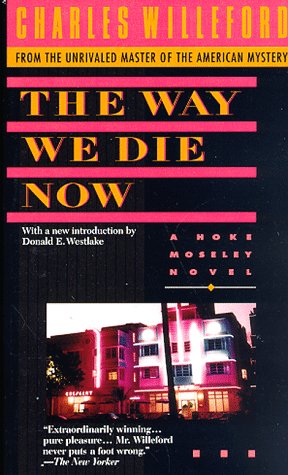 CHARLES WILLEFORD
FROM THE UNRIVALED MASTER OF THE AMERICAN MYSTERY
THE WAY
WE DIE
NOW
With a new introduction by
Donald E. Westlake
A HOKE
MOSELEY
NOVEL
COLONY
"Extraordinarily winning...
pure pleasure... Mr. Willeford
never puts a foot wrong."
—The New Yorker